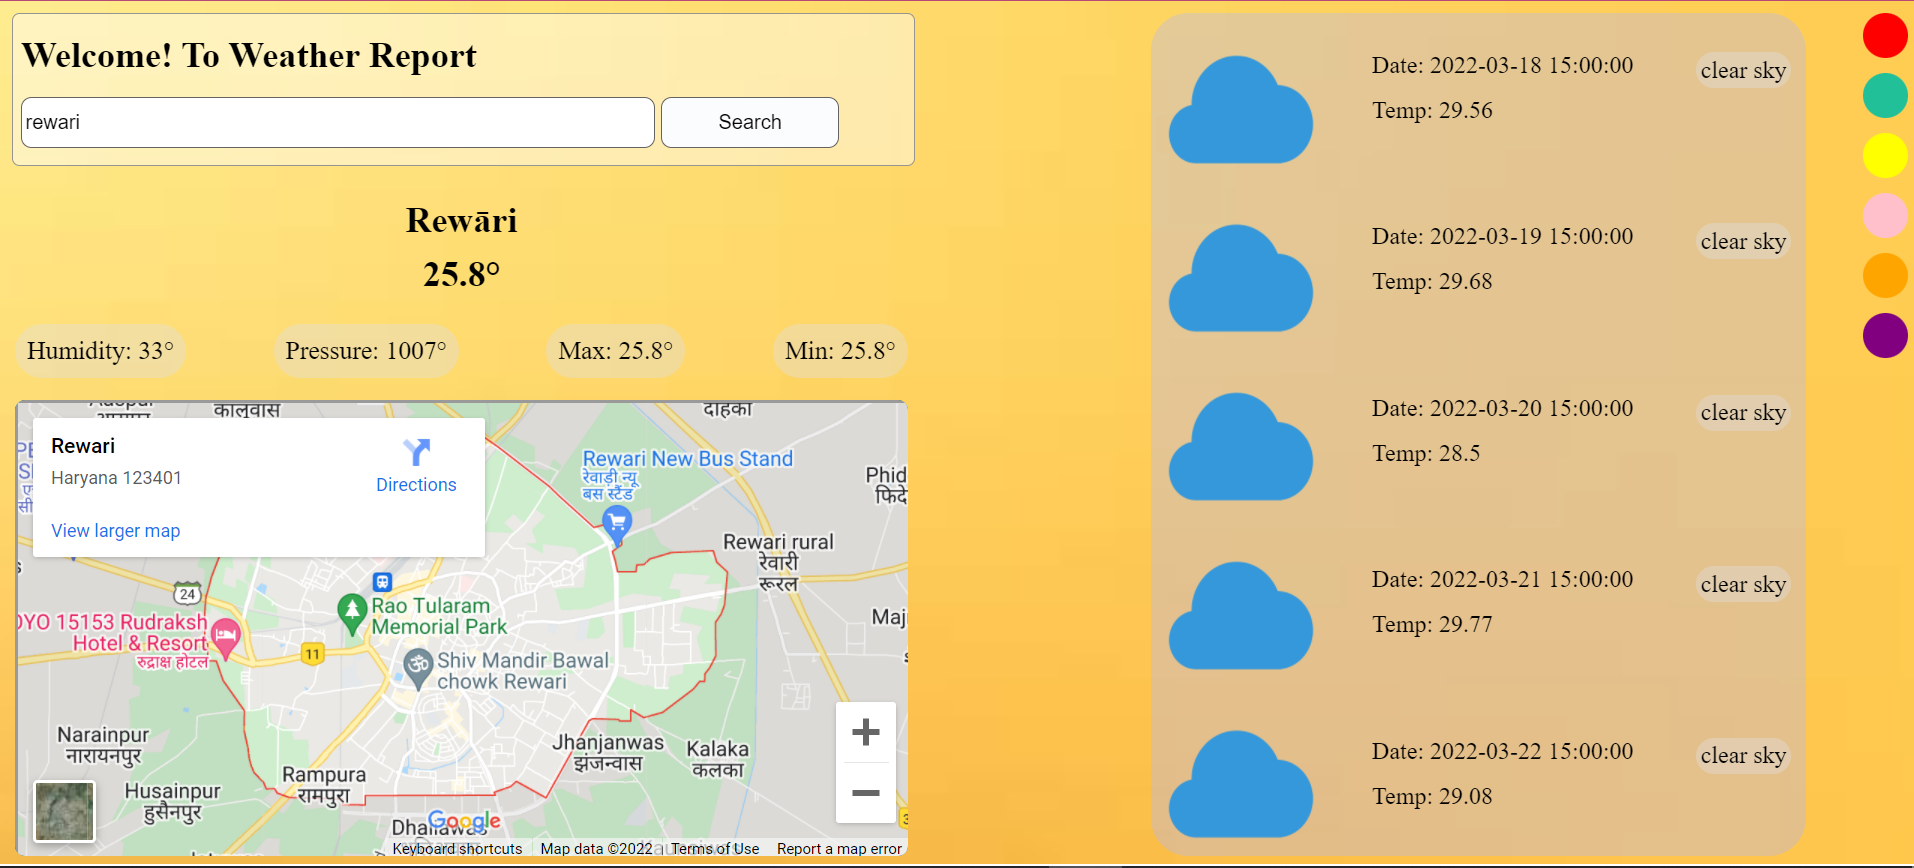 Welcome! To Weather Report
rewari
Search
Rewāri
25.8°
Humidity: 33°
Pressure: 1007°
Max: 25.8°
Min: 25.8°
कालूवास
Rewari
Haryana 123401
Directions
View larger map
Rewari New Bus Stand
रेवाड़ी न्यू
बस स्टैंड
Rewari rural
रेवारी
रूरल
24
Rao Tularam
Memorial Park
OYO 15153 Rudraksh
Hotel & Resort
रुद्राक्ष होटल
11
Shiv Mandir Bawal
chowk Rewari
Narainpur
नारायनपुर
Jhanjanwas
झंजन्वास
Kalaka
कलका
Rampura
रामपुरा
Husainpur
हुसैनपुर
Google
Keyboard shortcuts
Map data ©2022
Terms of Use
Report a map error
Date: 2022-03-18 15:00:00
Temp: 29.56
clear sky
Date: 2022-03-19 15:00:00
Temp: 29.68
clear sky
Date: 2022-03-20 15:00:00
Temp: 28.5
clear sky
Date: 2022-03-21 15:00:00
Temp: 29.77
clear sky
Date: 2022-03-22 15:00:00
Temp: 29.08
clear sky